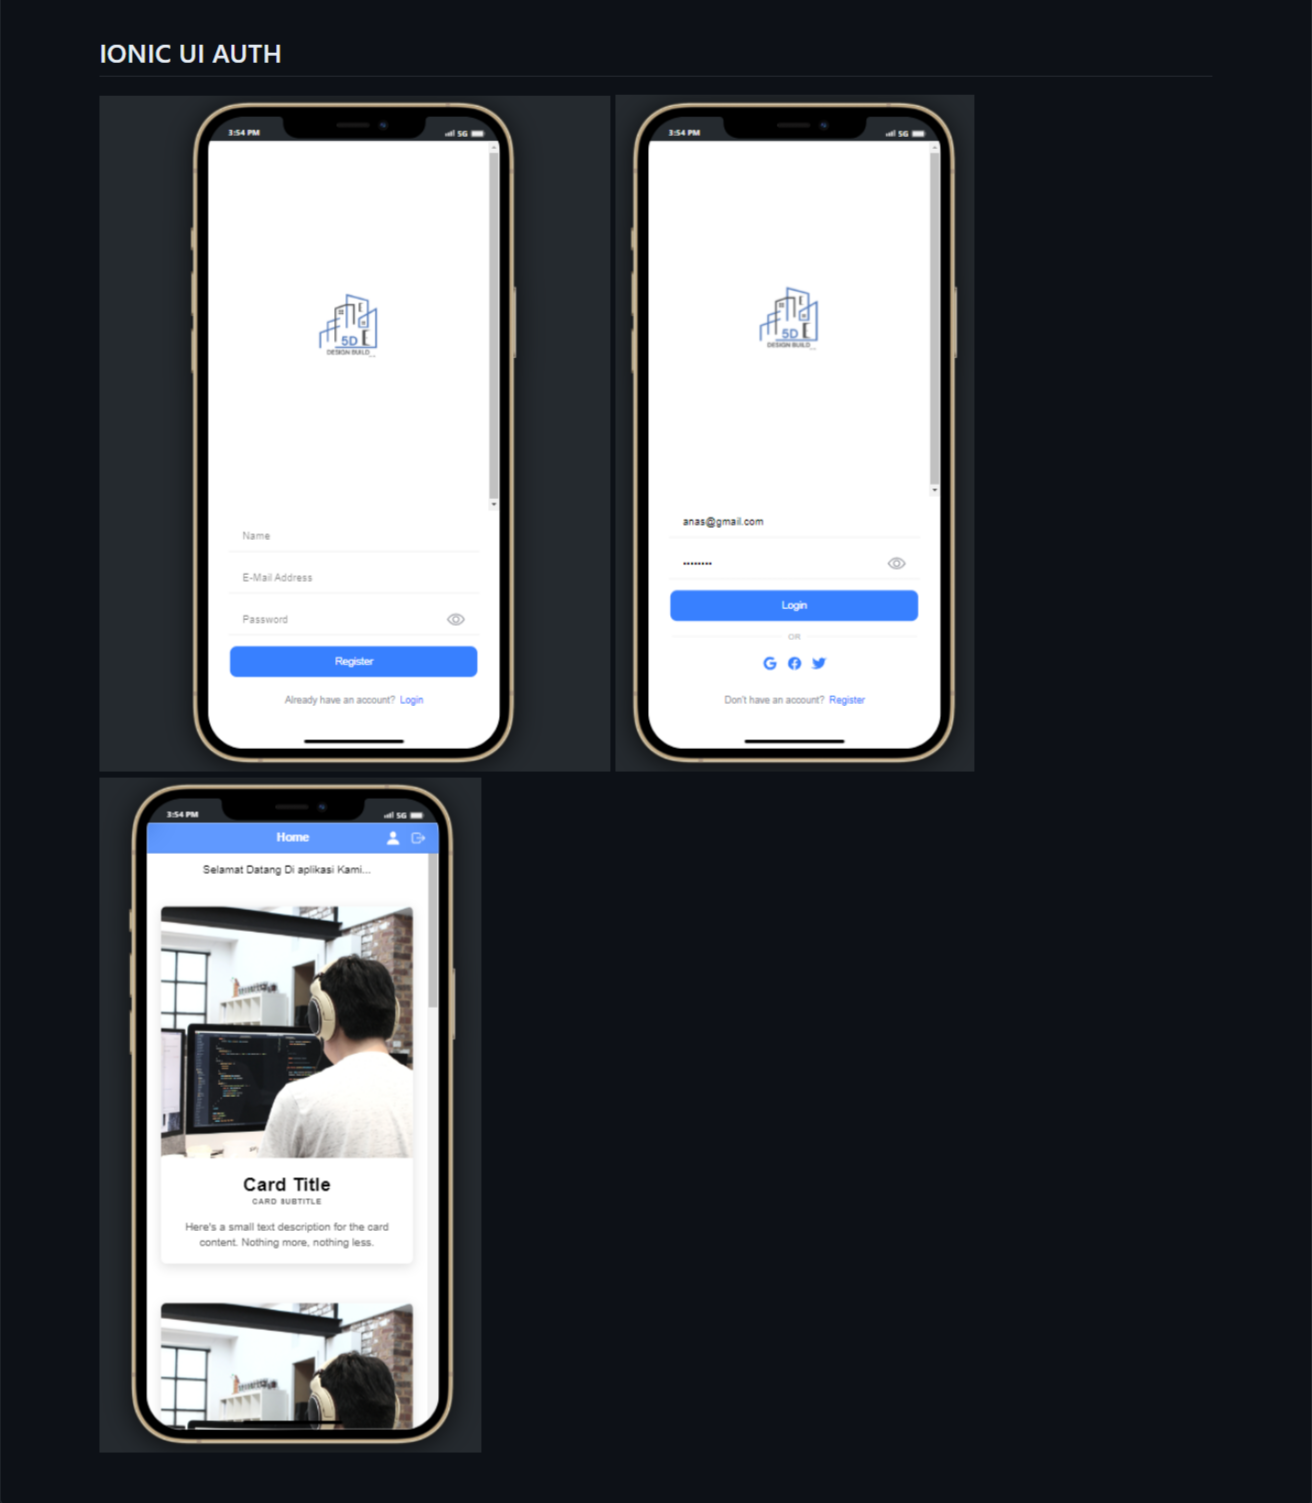 IONIC UI AUTH
3:54 PM
5G
5D
DESIGN BUILD
Name
E-Mail Address
Password
Register
Already have an account? Login
3:54 PM
5G
5D
DESIGN BUILD
anas@gmail.com
••••••••
Login
OR
Don't have an account? Register
3:54 PM
5G
Home
Selamat Datang Di aplikasi Kami...
Card Title
CARD SUBTITLE
Here's a small text description for the card
content. Nothing more, nothing less.